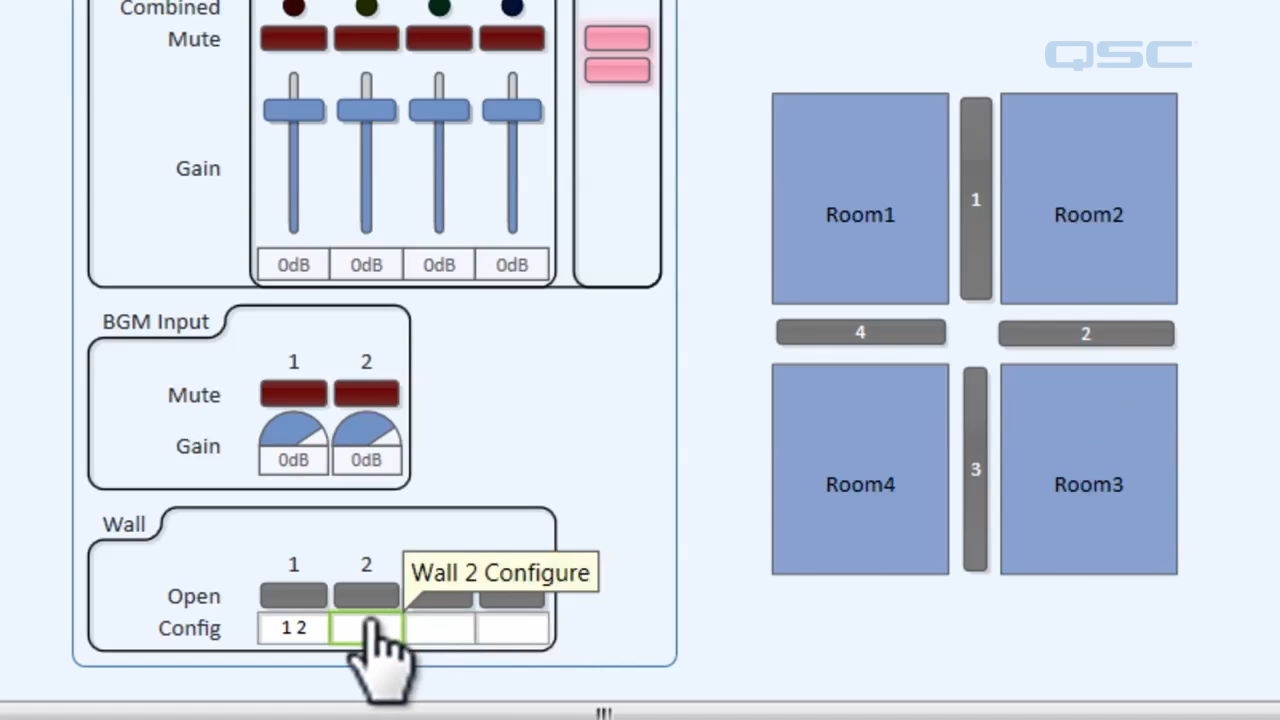 Combined
Mute
QSC
Gain
0dB 0dB 0dB 0dB
Room1
1
Room2
4
2
Room4
3
Room3
BGM Input
1 2
Mute
Gain
0dB 0dB
Wall
1 2
Wall 2 Configure
Open
Config
1 2